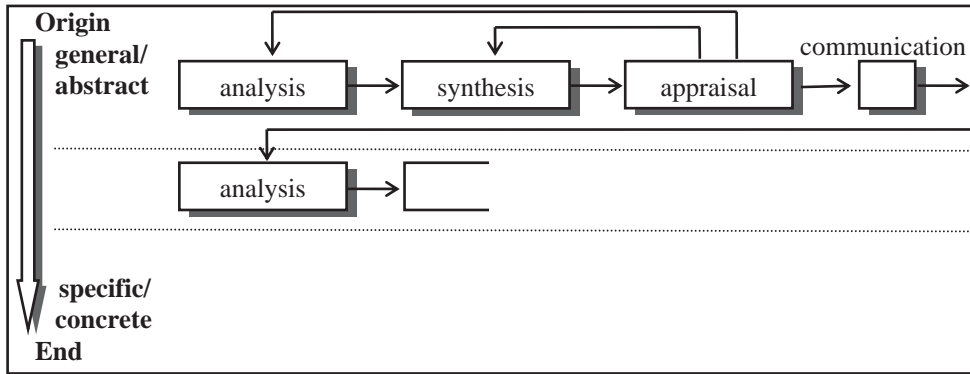 Origin
general/
abstract
communication
analysis
synthesis
appraisal
analysis
specific/
concrete
End